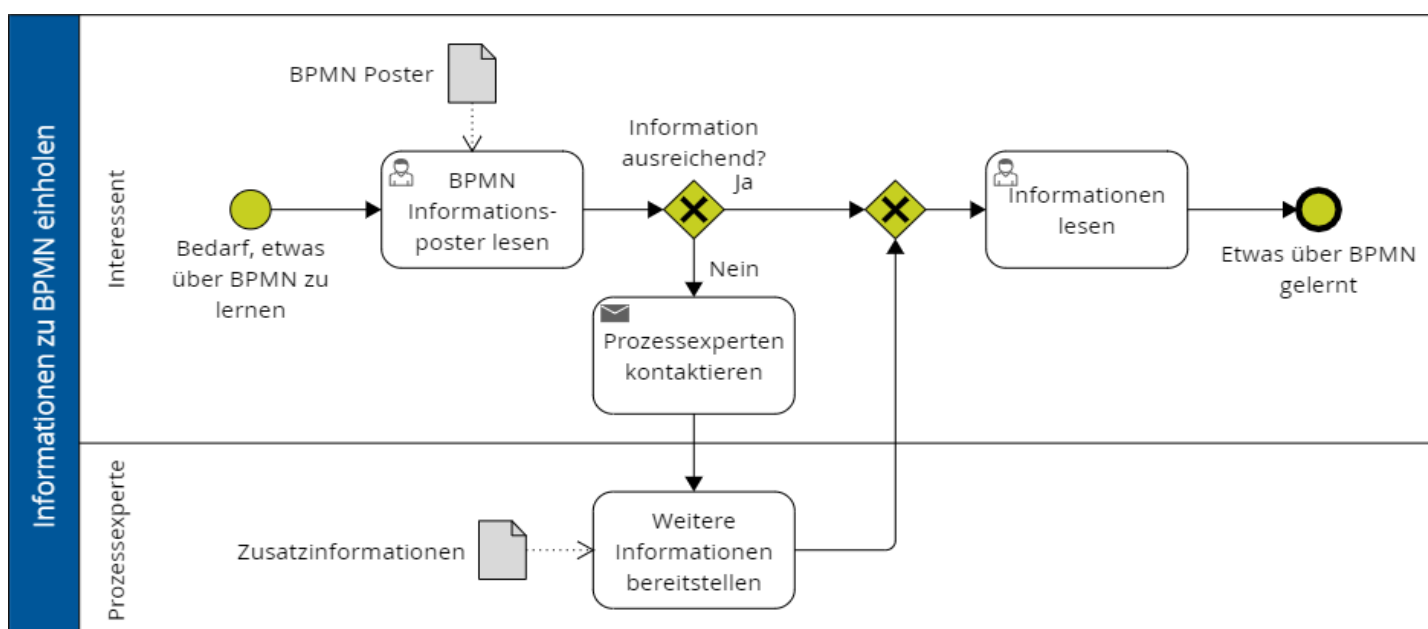 Informationen zu BPMN einholen
Interessent
BPMN Poster
Bedarf, etwas
über BPMN zu
lernen
BPMN
Informations-
poster lesen
Information
ausreichend?
Ja
Nein
Prozessexperten
kontaktieren
Informationen
lesen
Etwas über BPMN
gelernt
Prozessexperte
Zusatzinformationen
Weitere
Informationen
bereitstellen